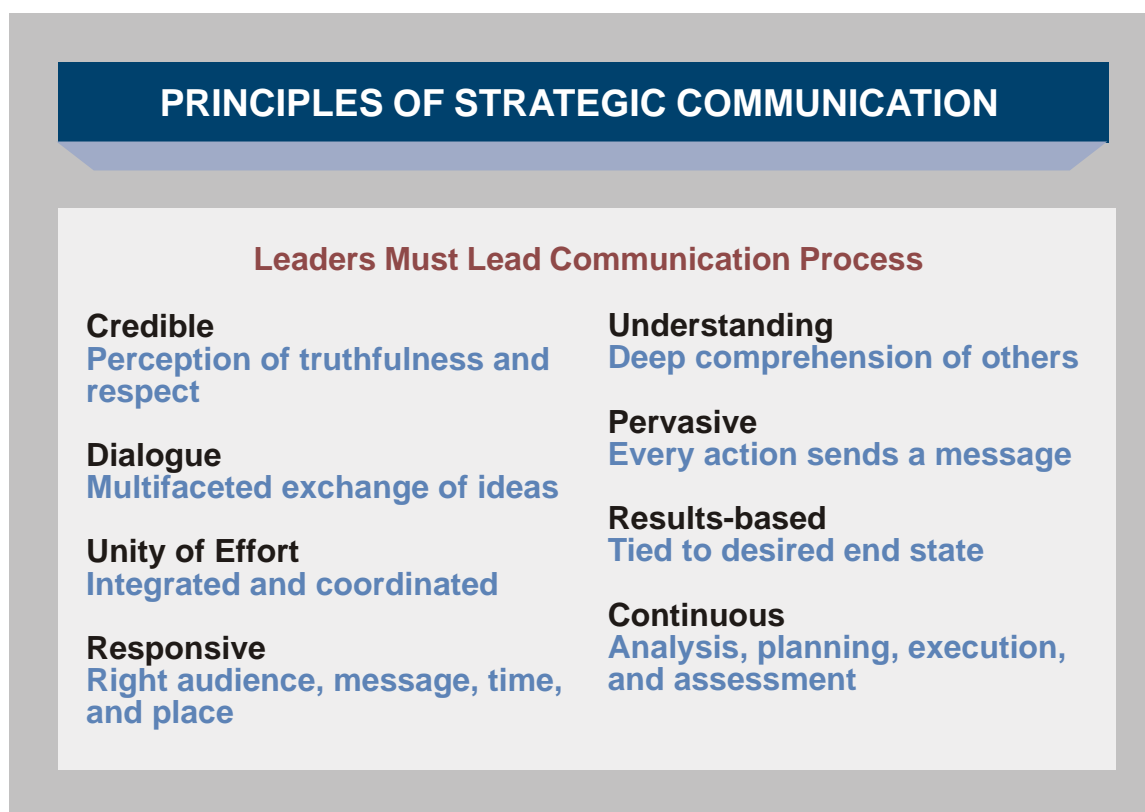 PRINCIPLES OF STRATEGIC COMMUNICATION
Leaders Must Lead Communication Process
Credible
Perception of truthfulness and
respect
Dialogue
Multifaceted exchange of ideas
Unity of Effort
Integrated and coordinated
Responsive
Right audience, message, time,
and place
Understanding
Deep comprehension of others
Pervasive
Every action sends a message
Results-based
Tied to desired end state
Continuous
Analysis, planning, execution,
and assessment